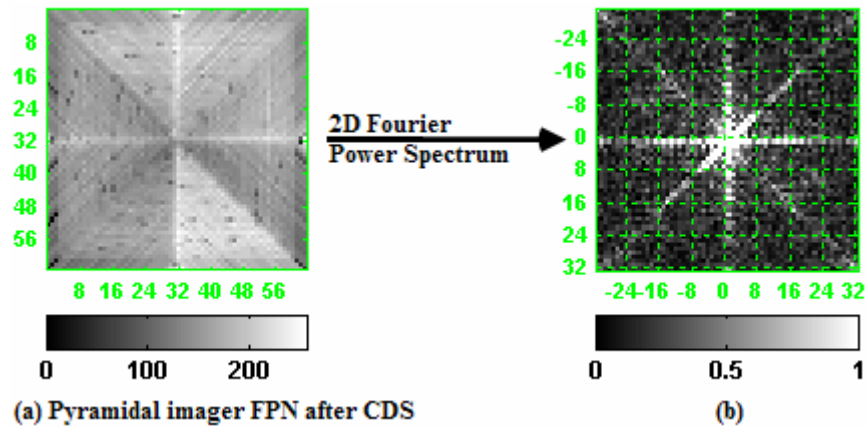 8
16
24
32
40
48
56
8 16 24 32 40 48 56
0 100 200
(a) Pyramidal imager FPN after CDS
2D Fourier
Power Spectrum
-24
-16
-8
0
8
16
24
32
-24 -16 -8 0 8 16 24 32
0 0.5 1
(b)